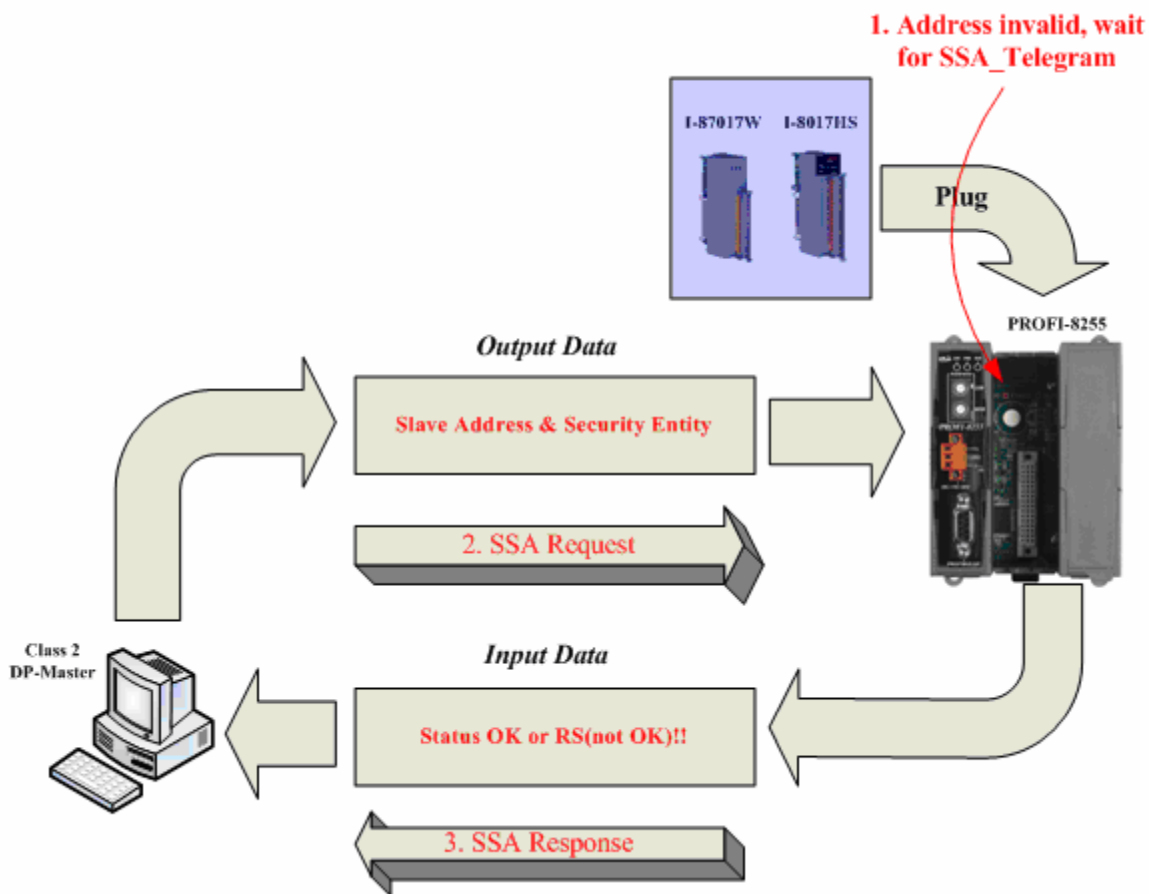 1. Address invalid, wait
for SSA_Telegram
I-87017W
I-8017HS
Plug
PROFI-8255
Output Data
Slave Address & Security Entity
2. SSA Request
Class 2
DP-Master
Input Data
Status OK or RS(not OK)!!
3. SSA Response